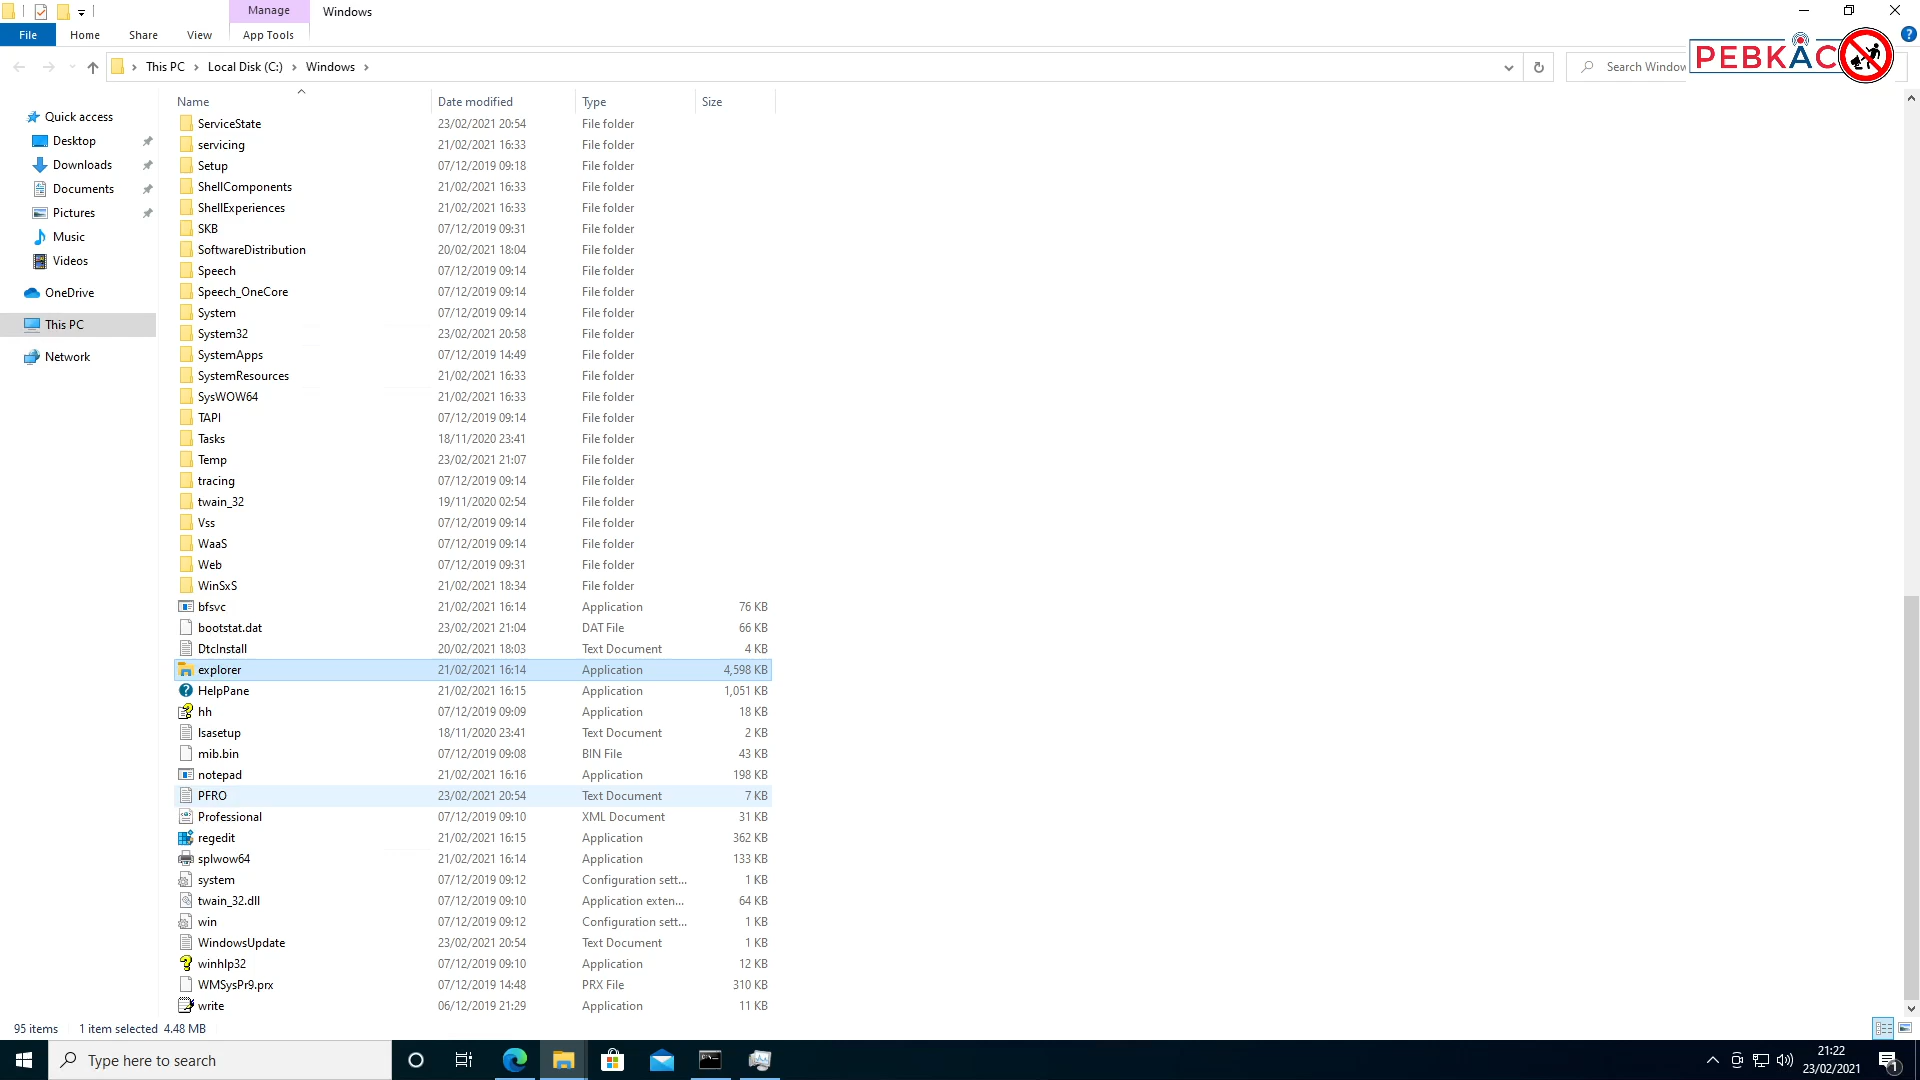 Manage
Windows
File
Home
Share
View
App Tools
?
This PC
Local Disk (C:)
Windows
Search Window
PEBKAC
Name
Date modified
Type
Size
Quick access
Desktop
Downloads
Documents
Pictures
Music
Videos
OneDrive
This PC
Network
ServiceState 23/02/2021 20:54 File folder
servicing 21/02/2021 16:33 File folder
Setup 07/12/2019 09:18 File folder
ShellComponents 21/02/2021 16:33 File folder
ShellExperiences 21/02/2021 16:33 File folder
SKB 07/12/2019 09:31 File folder
SoftwareDistribution 20/02/2021 18:04 File folder
Speech 07/12/2019 09:14 File folder
Speech_OneCore 07/12/2019 09:14 File folder
System 07/12/2019 09:14 File folder
System32 23/02/2021 20:58 File folder
SystemApps 07/12/2019 14:49 File folder
SystemResources 21/02/2021 16:33 File folder
SysWOW64 21/02/2021 16:33 File folder
TAPI 07/12/2019 09:14 File folder
Tasks 18/11/2020 23:41 File folder
Temp 23/02/2021 21:07 File folder
tracing 07/12/2019 09:14 File folder
twain_32 19/11/2020 02:54 File folder
Vss 07/12/2019 09:14 File folder
WaaS 07/12/2019 09:14 File folder
Web 07/12/2019 09:31 File folder
WinSxS 21/02/2021 18:34 File folder
bfsvc 21/02/2021 16:14 Application 76 KB
bootstat.dat 23/02/2021 21:04 DAT File 66 KB
DtcInstall 20/02/2021 18:03 Text Document 4 KB
explorer 21/02/2021 16:14 Application 4,598 KB
HelpPane 21/02/2021 16:15 Application 1,051 KB
hh 07/12/2019 09:09 Application 18 KB
lsasetup 18/11/2020 23:41 Text Document 2 KB
mib.bin 07/12/2019 09:08 BIN File 43 KB
notepad 21/02/2021 16:16 Application 198 KB
PFRO 23/02/2021 20:54 Text Document 7 KB
Professional 07/12/2019 09:10 XML Document 31 KB
regedit 21/02/2021 16:15 Application 362 KB
splwow64 21/02/2021 16:14 Application 133 KB
system 07/12/2019 09:12 Configuration sett... 1 KB
twain_32.dll 07/12/2019 09:10 Application exten... 64 KB
win 07/12/2019 09:12 Configuration sett... 1 KB
WindowsUpdate 23/02/2021 20:54 Text Document 1 KB
winhlp32 07/12/2019 09:10 Application 12 KB
WMSysPr9.prx 07/12/2019 14:48 PRX File 310 KB
write 06/12/2019 21:29 Application 11 KB
95 items 1 item selected 4.48 MB
Type here to search
21:22
23/02/2021
1